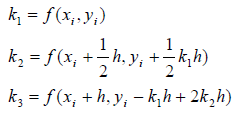 k₁ = f(xᵢ, yᵢ)
k₂ = f(xᵢ + 1/2 h, yᵢ + 1/2 k₁h)
k₃ = f(xᵢ + h, yᵢ − k₁h + 2k₂h)